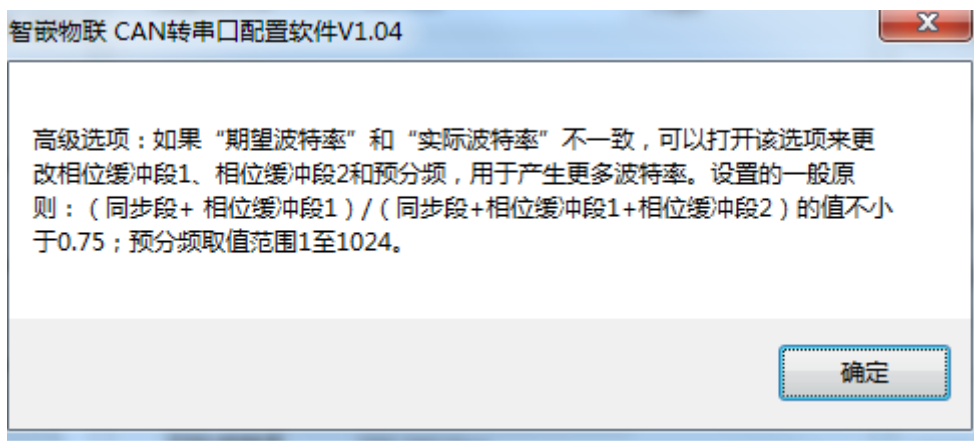 智嵌物联 CAN转串口配置软件V1.04
高级选项：如果“期望波特率”和“实际波特率”不一致，可以打开该选项来更
改相位缓冲段1、相位缓冲段2和预分频，用于产生更多波特率。设置的一般原
则：（同步段+ 相位缓冲段1）/（同步段+相位缓冲段1+相位缓冲段2）的值不小
于0.75；预分频取值范围1至1024。
确定